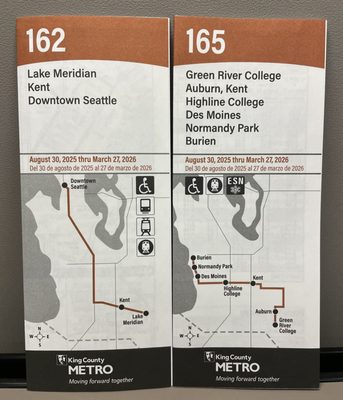 162
Lake Meridian
Kent
Downtown Seattle
August 30, 2025 thru March 27, 2026
Del 30 de agosto de 2025 al 27 de marzo de 2026
Downtown
Seattle
Kent
Lake
Meridian
N
W
E
S
King County
METRO
Moving forward together
165
Green River College
Auburn, Kent
Highline College
Des Moines
Normandy Park
Burien
August 30, 2025 thru March 27, 2026
Del 30 de agosto de 2025 al 27 de marzo de 2026
ESN
Burien
Normandy Park
Des Moines
Highline
College
Kent
Auburn
Green
River
College
N
W
E
S
King County
METRO
Moving forward together